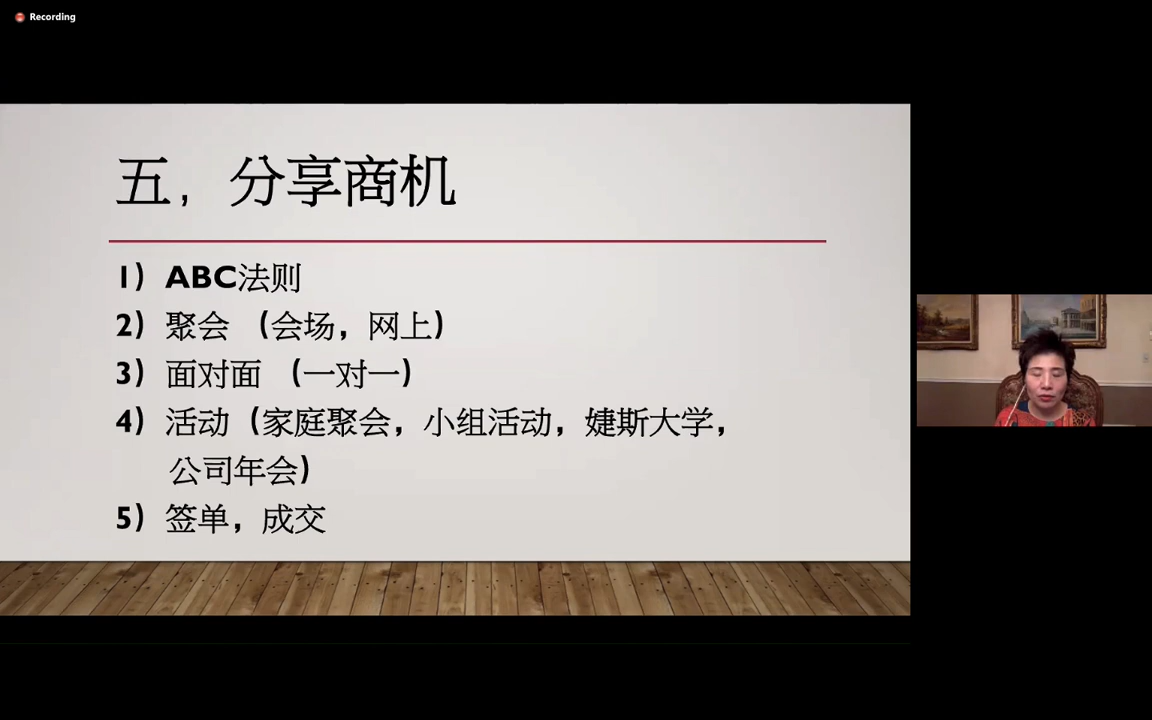 Recording
五，分享商机
1）ABC法则
2）聚会 （会场，网上）
3）面对面 （一对一）
4）活动（家庭聚会，小组活动，婕斯大学，
公司年会）
5）签单，成交